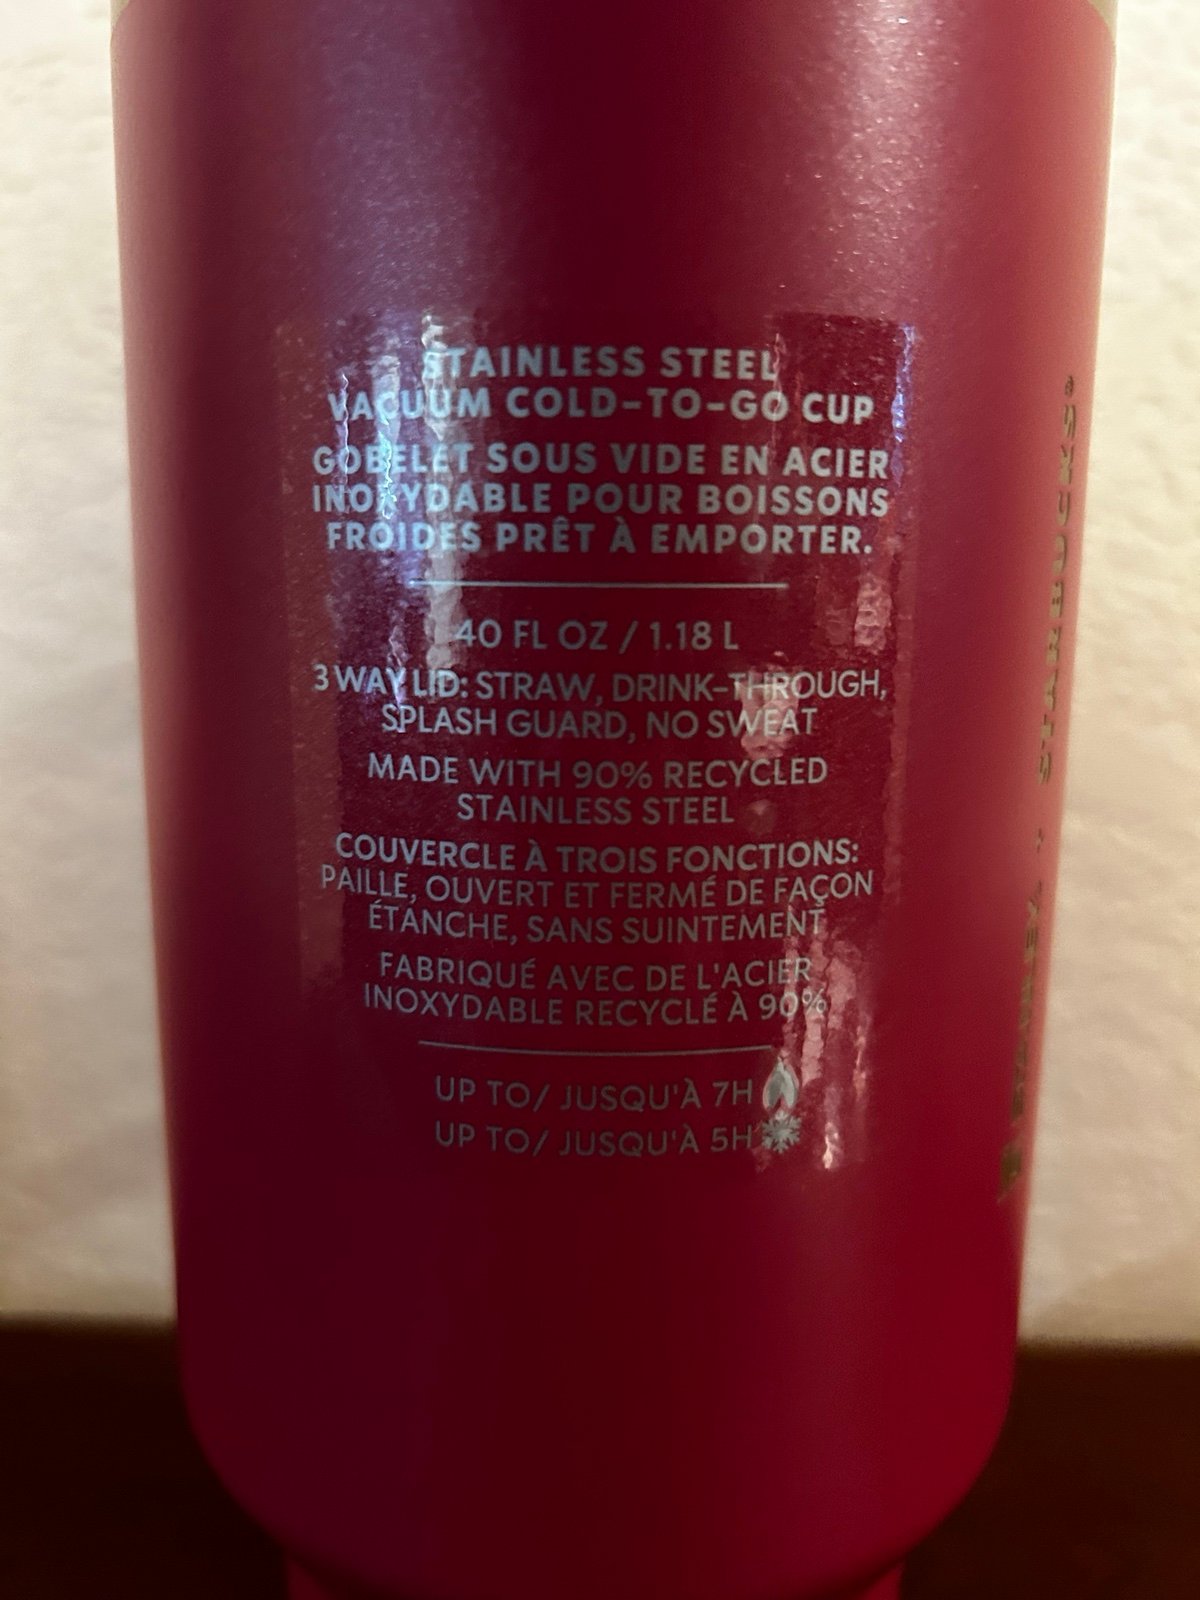 STAINLESS STEEL
VACUUM COLD-TO-GO CUP
GOBELET SOUS VIDE EN ACIER
INOXYDABLE POUR BOISSONS
FROIDES PRÊT À EMPORTER.
40 FL OZ / 1.18 L
3 WAY LID: STRAW, DRINK-THROUGH,
SPLASH GUARD, NO SWEAT
MADE WITH 90% RECYCLED
STAINLESS STEEL
COUVERCLE À TROIS FONCTIONS:
PAILLE, OUVERT ET FERMÉ DE FAÇON
ÉTANCHE, SANS SUINTEMENT
FABRIQUÉ AVEC DE L'ACIER
INOXYDABLE RECYCLÉ À 90%
UP TO/ JUSQU'À 7H
UP TO/ JUSQU'À 5H
STANLEY + STARBUCKS®